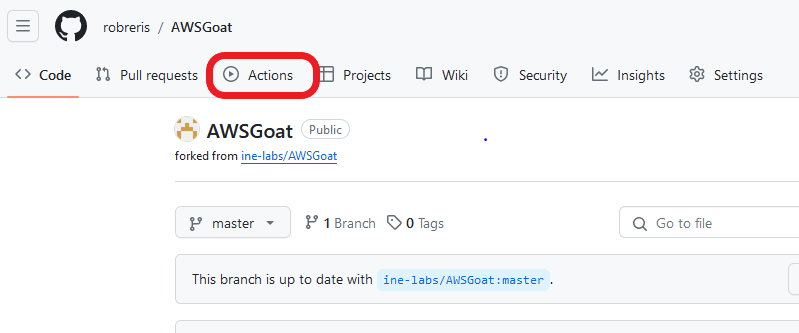 robreris / AWSGoat
Code Pull requests Actions Projects Wiki Security Insights Settings
AWSGoat Public
forked from ine-labs/AWSGoat
master 1 Branch 0 Tags Go to file
This branch is up to date with ine-labs/AWSGoat:master.